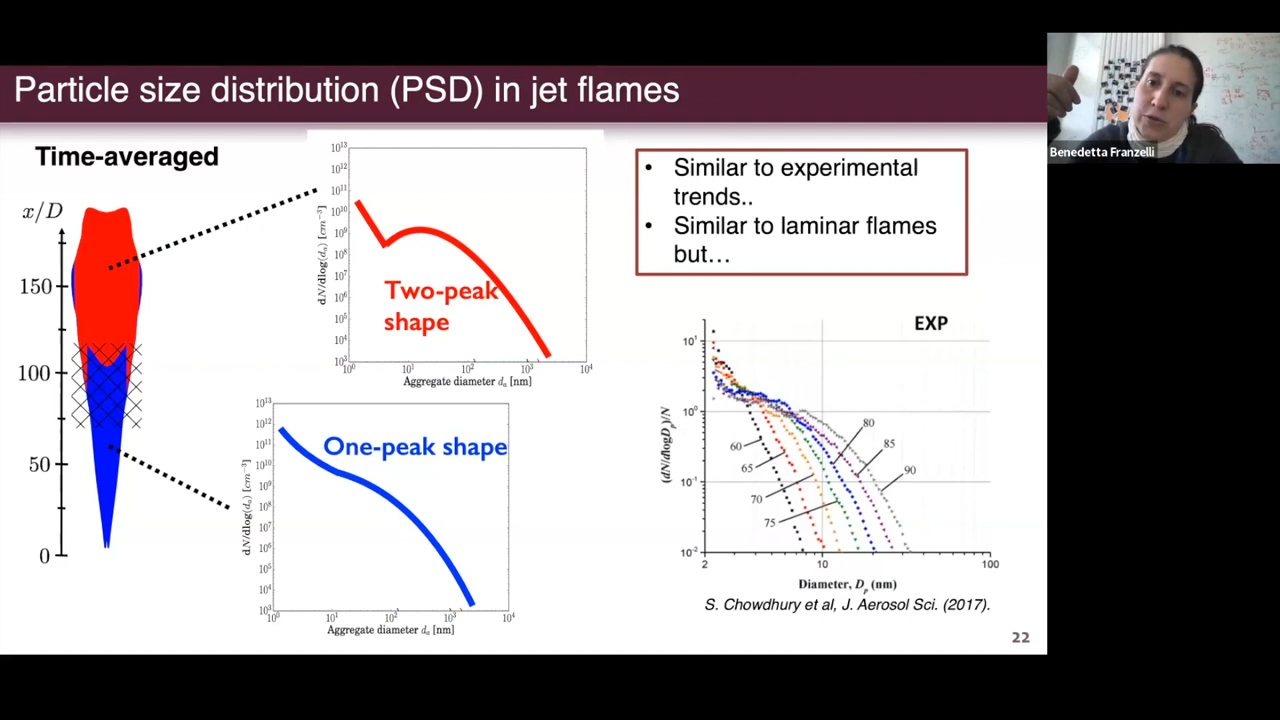 Particle size distribution (PSD) in jet flames
Benedetta Franzelli
Time-averaged
x/D
150
100
50
0
10^13
10^12
10^11
10^10
10^9
10^8
10^7
10^6
10^5
10^4
10^3
dN/dlog(d_a) [cm^-3]
10^0
10^1
10^2
10^3
10^4
Aggregate diameter d_a [nm]
Two-peak
shape
10^13
10^12
10^11
10^10
10^9
10^8
10^7
10^6
10^5
10^4
10^3
dN/dlog(d_a) [cm^-3]
10^0
10^1
10^2
10^3
10^4
Aggregate diameter d_a [nm]
One-peak shape
• Similar to experimental
trends..
• Similar to laminar flames
but…
EXP
10^1
10^0
10^-1
10^-2
(dN/dlogD_p)/N
60
65
70
75
80
85
90
2
10
100
Diameter, D_p (nm)
S. Chowdhury et al, J. Aerosol Sci. (2017).
22